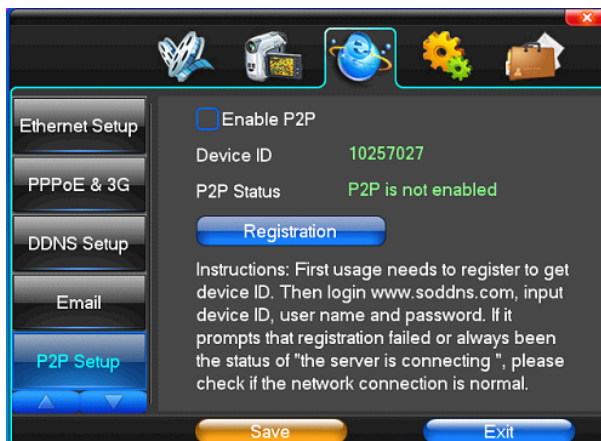 Ethernet Setup
PPPoE & 3G
DDNS Setup
Email
P2P Setup
Enable P2P
Device ID 10257027
P2P Status P2P is not enabled
Registration
Instructions: First usage needs to register to get
device ID. Then login www.soddns.com, input
device ID, user name and password. If it
prompts that registration failed or always been
the status of "the server is connecting ", please
check if the network connection is normal.
Save Exit